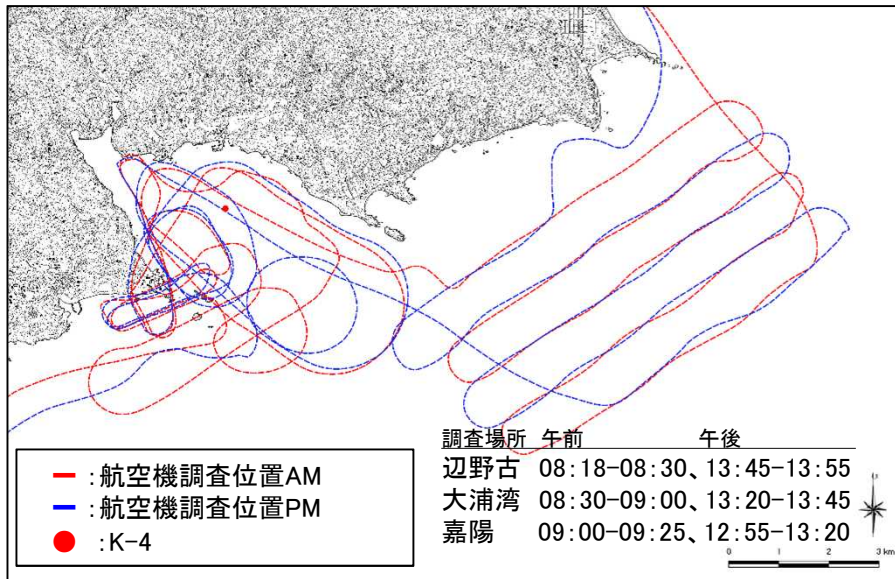 ━ :航空機調査位置AM
━ :航空機調査位置PM
● :K-4
調査場所 午前 午後
辺野古 08:18-08:30、13:45-13:55
大浦湾 08:30-09:00、13:20-13:45
嘉陽 09:00-09:25、12:55-13:20
0 1 2 3 km